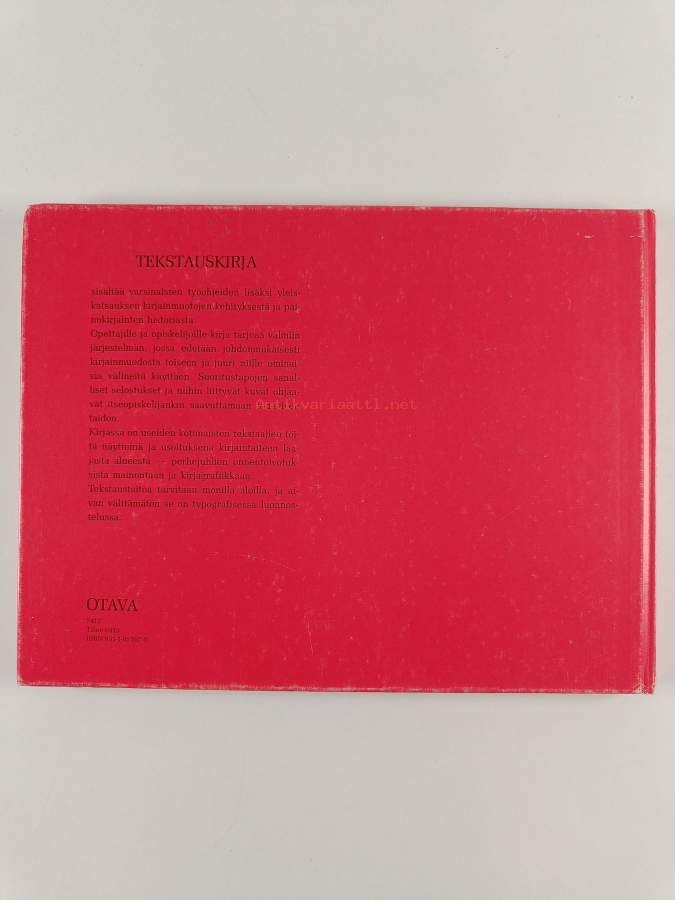 TEKSTAUSKIRJA
sisältää varsinaisten työohjeiden lisäksi yleis-
katsauksen kirjainmuotojen kehityksestä ja pai-
nokirjainten historiasta.
Opettajille ja opiskelijoille kirja tarjoaa valmiin
järjestelmän, jossa edetään johdonmukaisesti
kirjainmuodosta toiseen ja juuri niille ominai-
sia välineitä käyttäen. Suoritustapojen sanal-
liset selostukset ja niihin liittyvät kuvat ohjaa-
vat itseopiskelijankin saavuttamaan
Antikvariaatti.net
taidon.
Kirjassa on useiden kotimaisten tekstaajien töi-
tä näytteinä ja osoituksena kirjaintaiteen laa-
jasta alueesta — perhejuhlien onnentoivotuk-
sista mainontaan ja kirjagrafiikkaan.
Tekstaustaitoa tarvitaan monilla aloilla, ja ai-
van välttämätön se on typografisessa luonnos-
telussa.
OTAVA